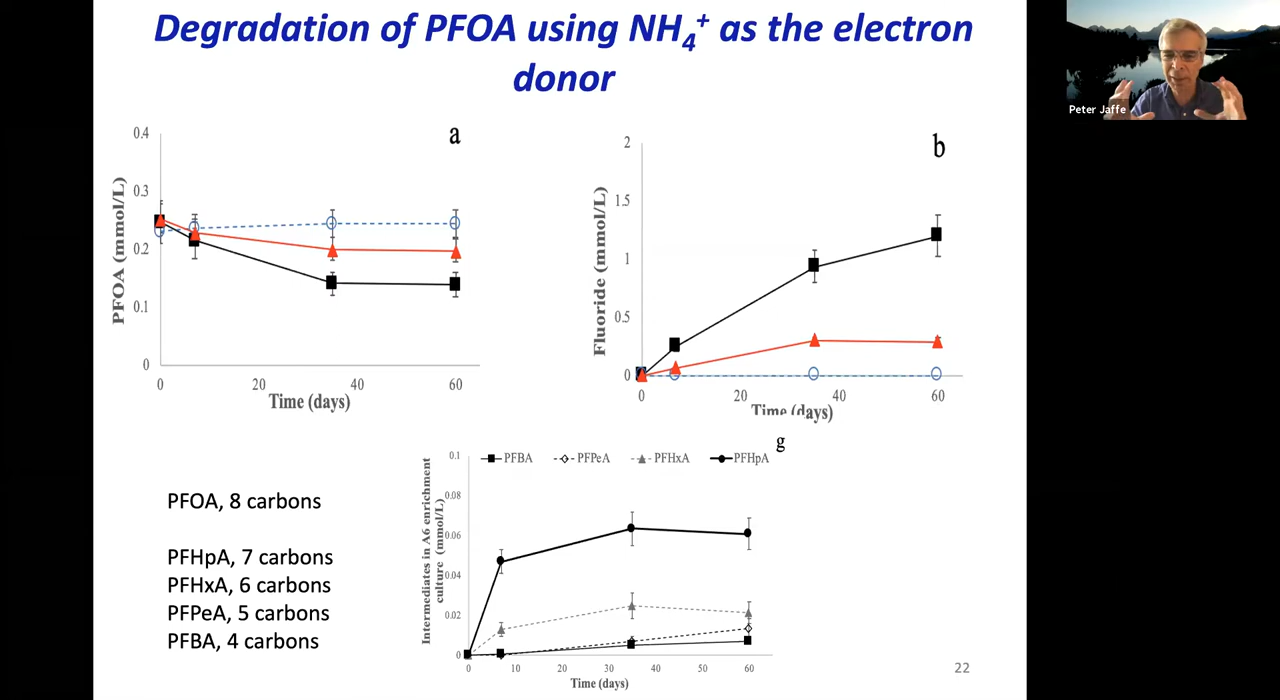 Degradation of PFOA using NH4+ as the electron
donor
Peter Jaffe
a
PFOA (mmol/L)
0.4
0.3
0.2
0.1
0
0 20 40 60
Time (days)
b
Fluoride (mmol/L)
2
1.5
1
0.5
0
0 20 40 60
Time (days)
g
PFBA PFPeA PFHxA PFHpA
Intermediates in A6 enrichment
culture (mmol/L)
0.1
0.08
0.06
0.04
0.02
0
0 10 20 30 40 50 60
Time (days)
PFOA, 8 carbons
PFHpA, 7 carbons
PFHxA, 6 carbons
PFPeA, 5 carbons
PFBA, 4 carbons
22